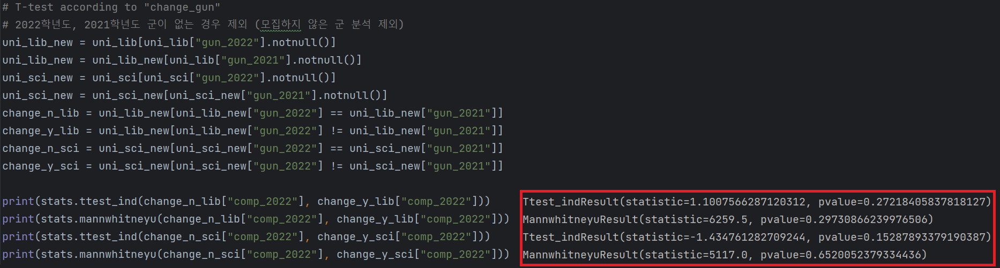 # T-test according to "change_gun"
# 2022학년도, 2021학년도 군이 없는 경우 제외 (모집하지 않은 군 분석 제외)
uni_lib_new = uni_lib[uni_lib["gun_2022"].notnull()]
uni_lib_new = uni_lib_new[uni_lib["gun_2021"].notnull()]
uni_sci_new = uni_sci[uni_sci["gun_2022"].notnull()]
uni_sci_new = uni_sci_new[uni_sci_new["gun_2021"].notnull()]
change_n_lib = uni_lib_new[uni_lib_new["gun_2022"] == uni_lib_new["gun_2021"]]
change_y_lib = uni_lib_new[uni_lib_new["gun_2022"] != uni_lib_new["gun_2021"]]
change_n_sci = uni_sci_new[uni_sci_new["gun_2022"] == uni_sci_new["gun_2021"]]
change_y_sci = uni_sci_new[uni_sci_new["gun_2022"] != uni_sci_new["gun_2021"]]
print(stats.ttest_ind(change_n_lib["comp_2022"], change_y_lib["comp_2022"])) Ttest_indResult(statistic=1.1007566287120312, pvalue=0.27218405837818127)
print(stats.mannwhitneyu(change_n_lib["comp_2022"], change_y_lib["comp_2022"])) MannwhitneyuResult(statistic=6259.5, pvalue=0.29730866239976506)
print(stats.ttest_ind(change_n_sci["comp_2022"], change_y_sci["comp_2022"])) Ttest_indResult(statistic=-1.434761282709244, pvalue=0.15287893379190387)
print(stats.mannwhitneyu(change_n_sci["comp_2022"], change_y_sci["comp_2022"])) MannwhitneyuResult(statistic=5117.0, pvalue=0.6520052379334436)